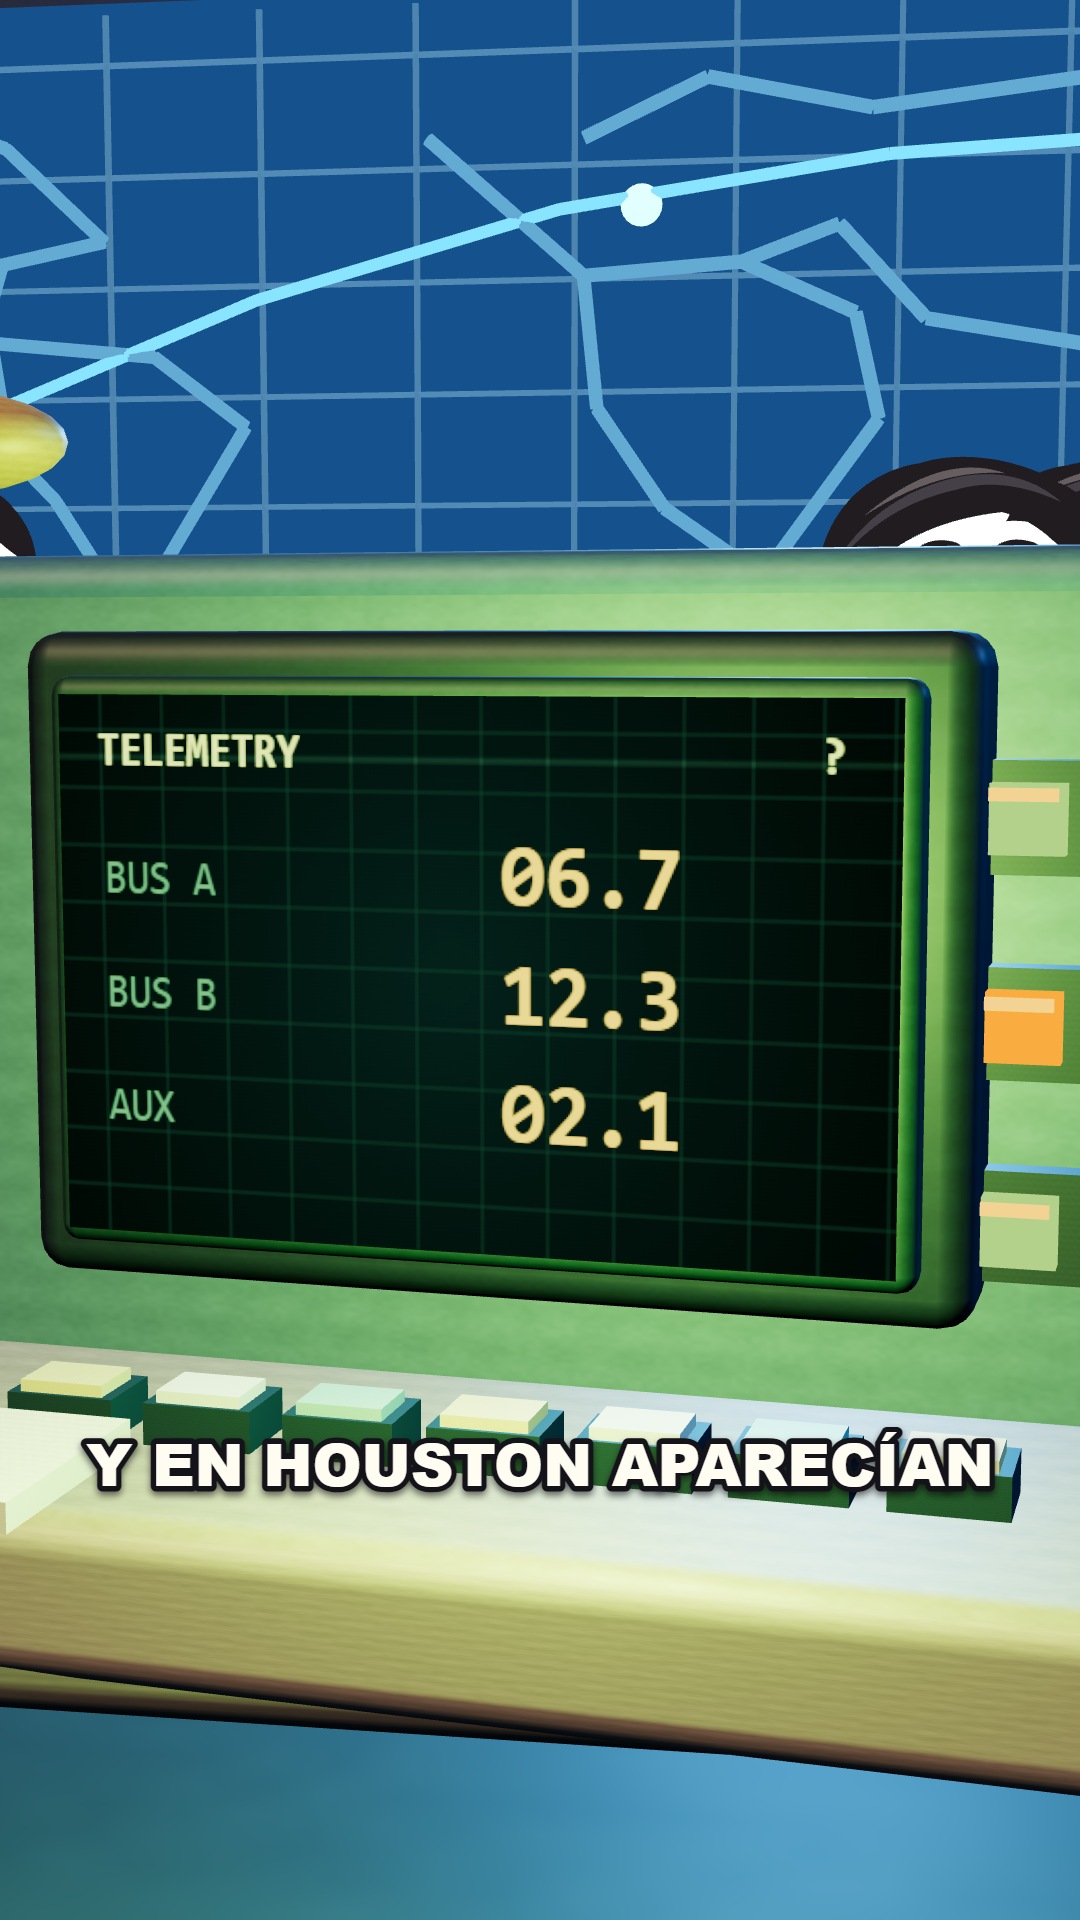 TELEMETRY ?
BUS A 06.7
BUS B 12.3
AUX 02.1
Y EN HOUSTON APARECÍAN